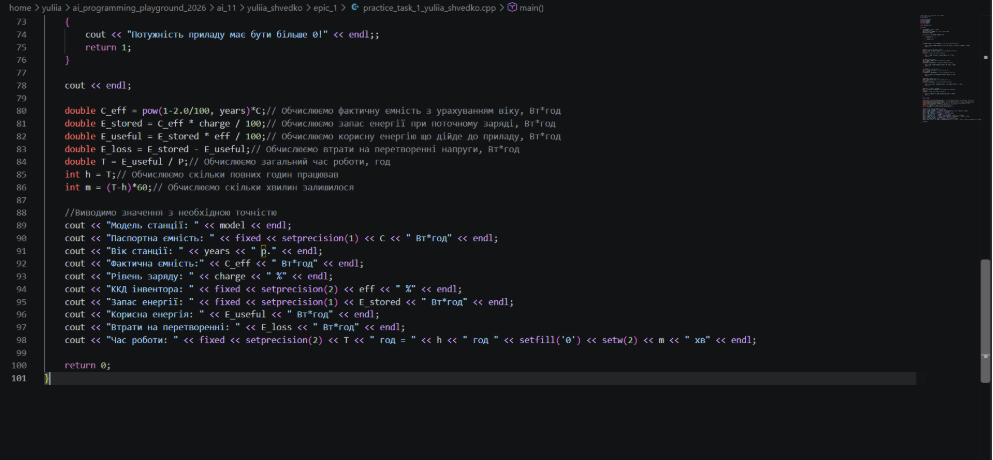 home > yuliia > ai_programming_playground_2026 > ai_11 > yuliia_shvedko > epic_1 > practice_task_1_yuliia_shvedko.cpp > main()
73 {
74 cout << "Потужність приладу має бути більше 0!" << endl;;
75 return 1;
76 }
77
78 cout << endl;
79
80 double C_eff = pow(1-2.0/100, years)*C;// Обчислюємо фактичну ємність з урахуванням віку, Вт*год
81 double E_stored = C_eff * charge / 100;// Обчислюємо запас енергії при поточному заряді, Вт*год
82 double E_useful = E_stored * eff / 100;// Обчислюємо корисну енергію що дійде до приладу, Вт*год
83 double E_loss = E_stored - E_useful;// Обчислюємо втрати на перетворенні напруги, Вт*год
84 double T = E_useful / P;// Обчислюємо загальний час роботи, год
85 int h = T;// Обчислюємо скільки повних годин працював
86 int m = (T-h)*60;// Обчислюємо скільки хвилин залишилося
87
88 //Виводимо значення з необхідною точністю
89 cout << "Модель станції: " << model << endl;
90 cout << "Паспортна ємність: " << fixed << setprecision(1) << C << " Вт*год" << endl;
91 cout << "Вік станції: " << years << " р." << endl;
92 cout << "Фактична ємність:" << C_eff << " Вт*год" << endl;
93 cout << "Рівень заряду: " << charge << " %" << endl;
94 cout << "ККД інвентора: " << fixed << setprecision(2) << eff << " %" << endl;
95 cout << "Запас енергії: " << fixed << setprecision(1) << E_stored << " Вт*год" << endl;
96 cout << "Корисна енергія: " << E_useful << " Вт*год" << endl;
97 cout << "Втрати на перетворенні: " << E_loss << " Вт*год" << endl;
98 cout << "Час роботи: " << fixed << setprecision(2) << T << " год = " << h << " год " << setfill('0') << setw(2) << m << " хв" << endl;
99
100 return 0;
101 }